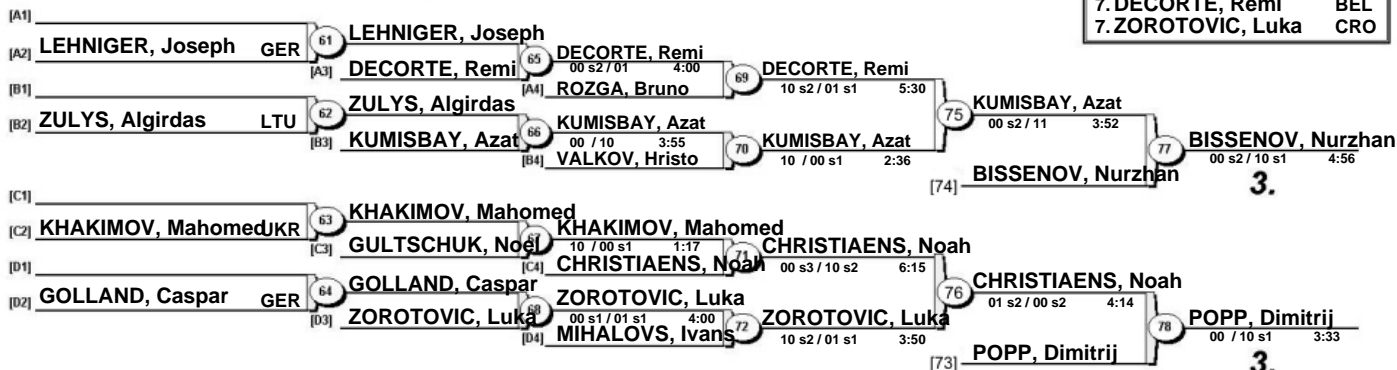 7. DECORTE, Remi BEL
7. ZOROTOVIC, Luka CRO
[A1]
[A2] LEHNIGER, Joseph GER
61
LEHNIGER, Joseph
[A3] DECORTE, Remi
65
DECORTE, Remi
00 s2 / 01 4:00
[A4] ROZGA, Bruno
69
DECORTE, Remi
10 s2 / 01 s1 5:30
[B1]
[B2] ZULYS, Algirdas LTU
62
ZULYS, Algirdas
[B3] KUMISBAY, Azat
66
KUMISBAY, Azat
00 / 10 3:55
[B4] VALKOV, Hristo
70
KUMISBAY, Azat
10 / 00 s1 2:36
75
KUMISBAY, Azat
00 s2 / 11 3:52
[74] BISSENOV, Nurzhan
77
BISSENOV, Nurzhan
00 s2 / 10 s1 4:56
3.
[C1]
[C2] KHAKIMOV, Mahomed UKR
63
KHAKIMOV, Mahomed
[C3] GULTSCHUK, Noel
67
KHAKIMOV, Mahomed
10 / 00 s1 1:17
[C4] CHRISTIAENS, Noah
71
CHRISTIAENS, Noah
00 s3 / 10 s2 6:15
[D1]
[D2] GOLLAND, Caspar GER
64
GOLLAND, Caspar
[D3] ZOROTOVIC, Luka
68
ZOROTOVIC, Luka
00 s1 / 01 s1 4:00
[D4] MIHALOVS, Ivans
72
ZOROTOVIC, Luka
10 s2 / 01 s1 3:50
76
CHRISTIAENS, Noah
01 s2 / 00 s2 4:14
[73] POPP, Dimitrij
78
POPP, Dimitrij
00 / 10 s1 3:33
3.